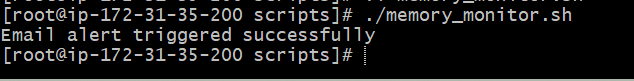 [root@ip-172-31-35-200 scripts]# ./memory_monitor.sh
Email alert triggered successfully
[root@ip-172-31-35-200 scripts]#